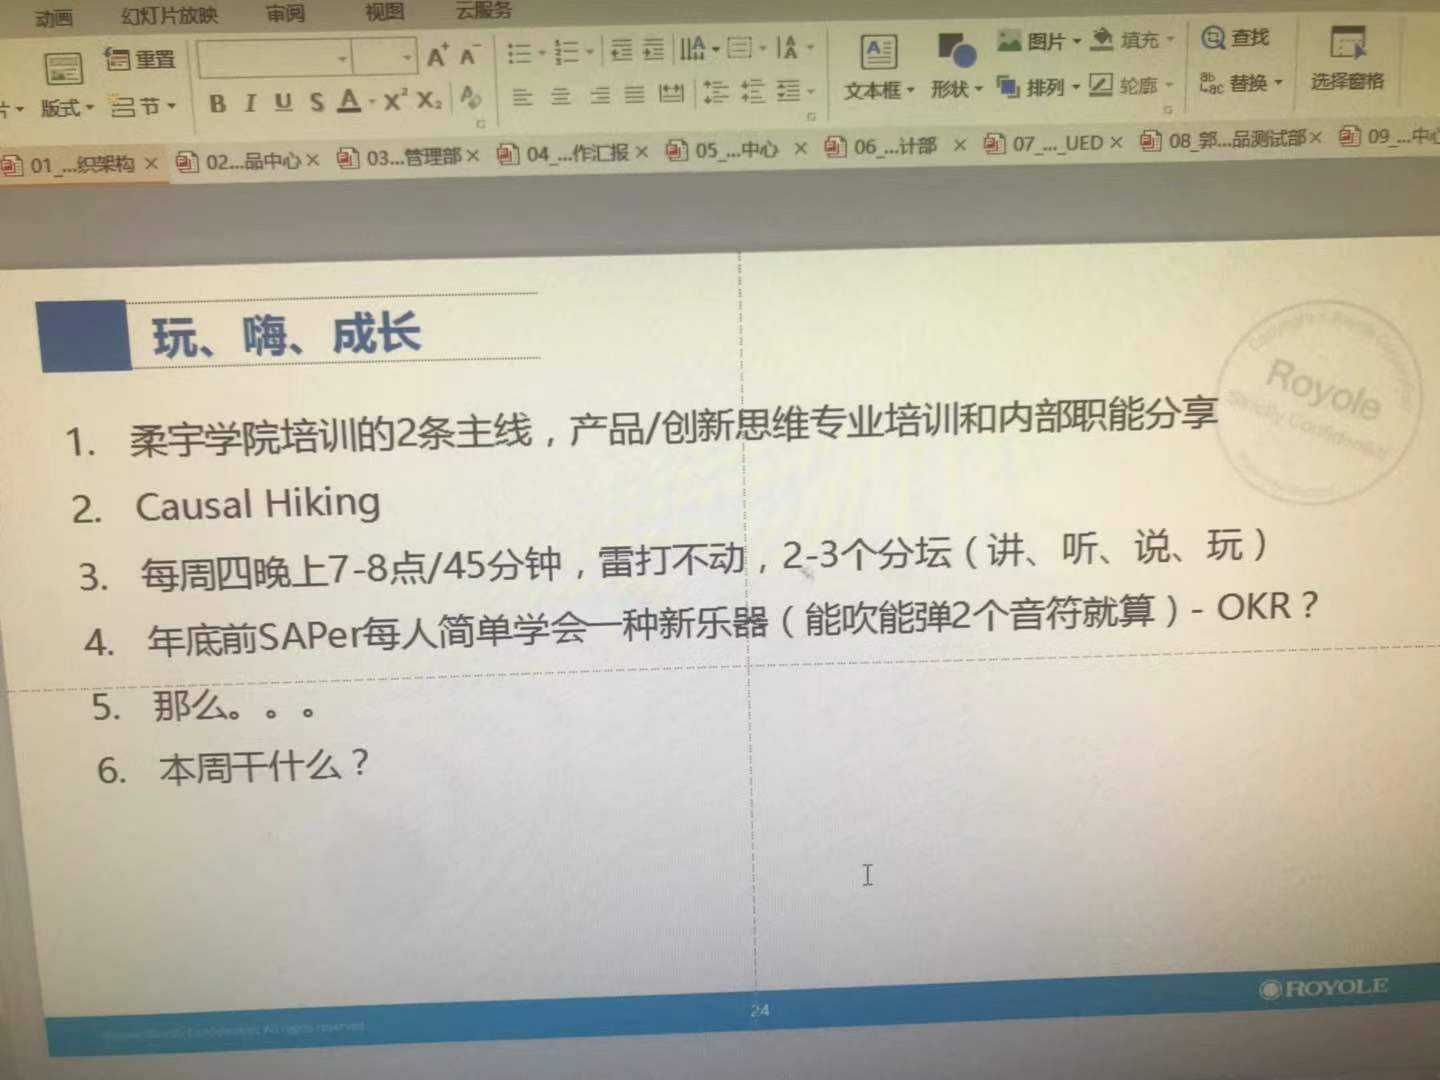 动画 幻灯片放映 审阅 视图 云服务
重置 图片 填充 查找
版式 节 B I U S A X² X₂ 文本框 形状 排列 轮廓 替换 选择窗格
01_...织架构 × 02...品中心 × 03...管理部 × 04_...作汇报 × 05_...中心 × 06_...计部 × 07_..._UED × 08_郭...品测试部 × 09_...中心
玩、嗨、成长
Royole
Strictly Confidential
1. 柔宇学院培训的2条主线，产品/创新思维专业培训和内部职能分享
2. Causal Hiking
3. 每周四晚上7-8点/45分钟，雷打不动，2-3个分坛（讲、听、说、玩）
4. 年底前SAPer每人简单学会一种新乐器（能吹能弹2个音符就算）- OKR？
5. 那么。。。
6. 本周干什么？
24
ROYOLE